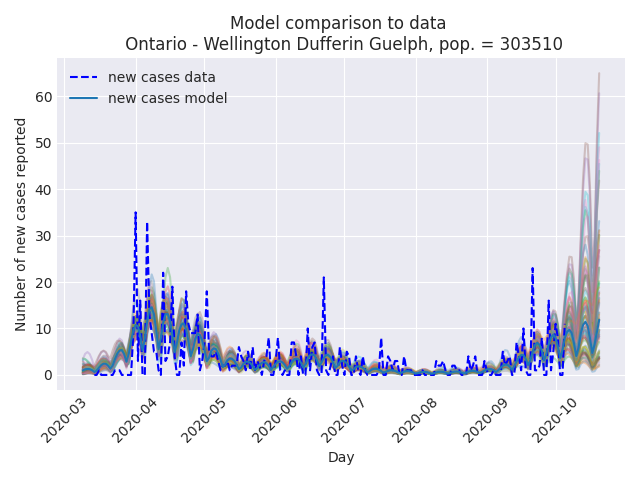 Model comparison to data
Ontario - Wellington Dufferin Guelph, pop. = 303510
new cases data
new cases model
Number of new cases reported
60
50
40
30
20
10
0
2020-03
2020-04
2020-05
2020-06
2020-07
2020-08
2020-09
2020-10
Day